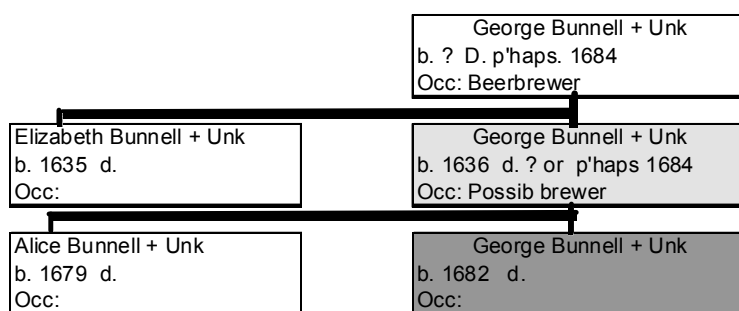 George Bunnell + Unk
b. ?  D. p'haps. 1684
Occ: Beerbrewer
Elizabeth Bunnell + Unk
b. 1635  d.
Occ:
George Bunnell + Unk
b. 1636  d. ? or  p'haps 1684
Occ: Possib brewer
Alice Bunnell + Unk
b. 1679  d.
Occ:
George Bunnell + Unk
b. 1682  d.
Occ: